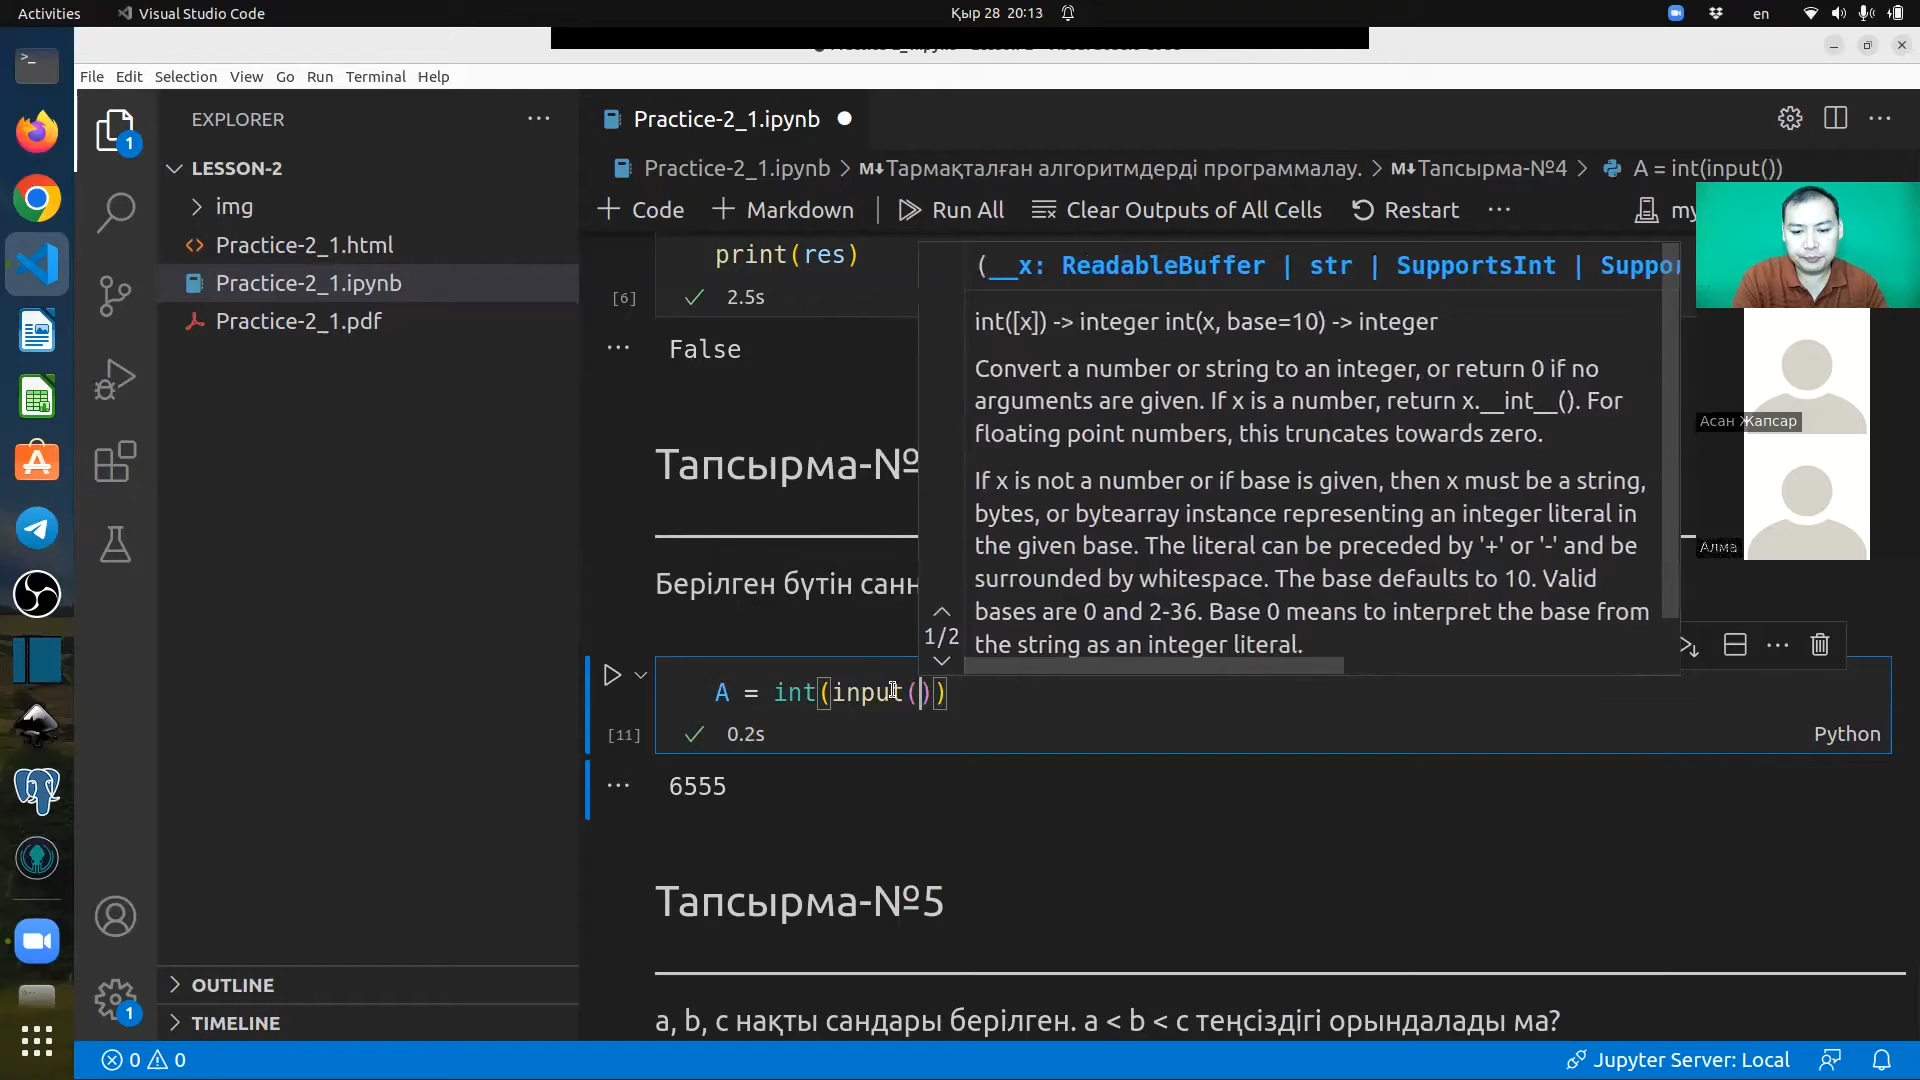 Activities
Visual Studio Code
Қыр 28 20:13
en
File Edit Selection View Go Run Terminal Help
EXPLORER
LESSON-2
img
Practice-2_1.html
Practice-2_1.ipynb
Practice-2_1.pdf
OUTLINE
TIMELINE
1
1
Practice-2_1.ipynb
Practice-2_1.ipynb > M↓Тармақталған алгоритмдерді программалау. > M↓Тапсырма-№4 > A = int(input())
+ Code + Markdown Run All Clear Outputs of All Cells Restart ... my
print(res)
[6] ✓ 2.5s
... False
(__x: ReadableBuffer | str | SupportsInt | Suppor
int([x]) -> integer int(x, base=10) -> integer
Convert a number or string to an integer, or return 0 if no
arguments are given. If x is a number, return x.__int__(). For
floating point numbers, this truncates towards zero.
If x is not a number or if base is given, then x must be a string,
bytes, or bytearray instance representing an integer literal in
the given base. The literal can be preceded by '+' or '-' and be
surrounded by whitespace. The base defaults to 10. Valid
bases are 0 and 2-36. Base 0 means to interpret the base from
the string as an integer literal.
1/2
Тапсырма-№
Берілген бүтін сан
A = int(input())
[11] ✓ 0.2s
Python
... 6555
Тапсырма-№5
a, b, c нақты сандары берілген. a < b < c теңсіздігі орындалады ма?
Асан Жапсар
Алма
0 0
Jupyter Server: Local